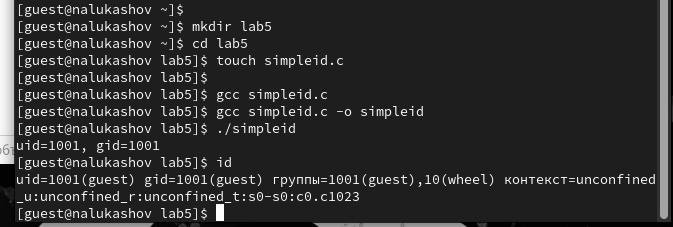 [guest@nalukashov ~]$
[guest@nalukashov ~]$ mkdir lab5
[guest@nalukashov ~]$ cd lab5
[guest@nalukashov lab5]$ touch simpleid.c
[guest@nalukashov lab5]$
[guest@nalukashov lab5]$ gcc simpleid.c
[guest@nalukashov lab5]$ gcc simpleid.c -o simpleid
[guest@nalukashov lab5]$ ./simpleid
uid=1001, gid=1001
[guest@nalukashov lab5]$ id
uid=1001(guest) gid=1001(guest) группы=1001(guest),10(wheel) контекст=unconfined
_u:unconfined_r:unconfined_t:s0-s0:c0.c1023
[guest@nalukashov lab5]$